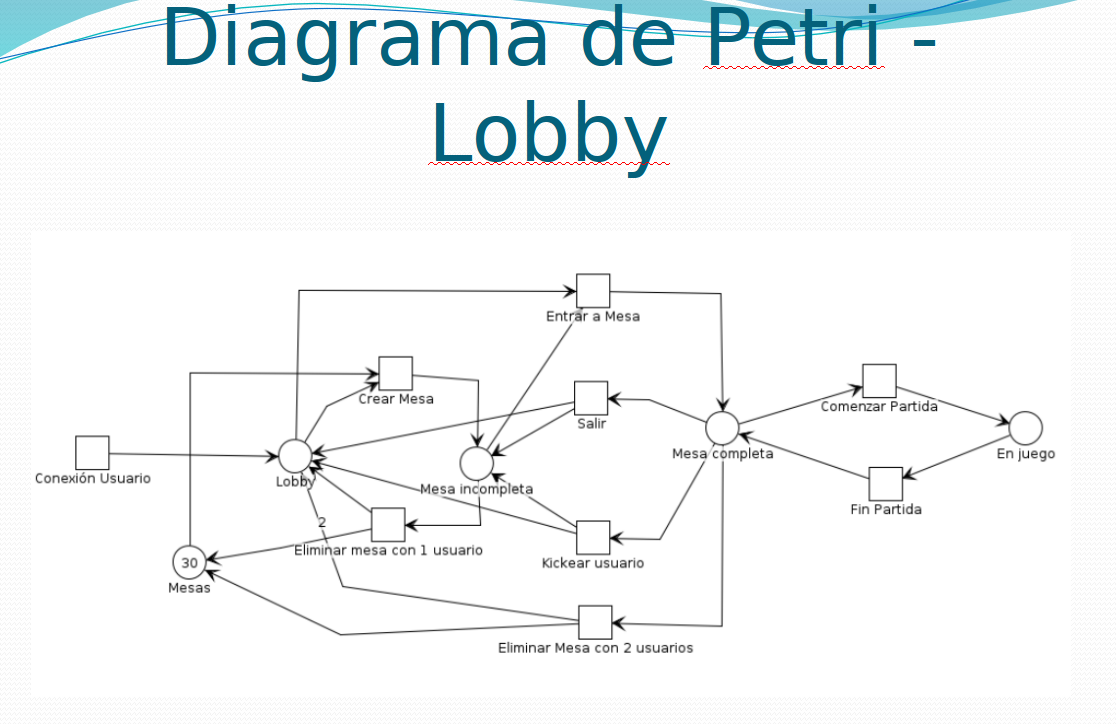 Diagrama de Petri -
Lobby
Entrar a Mesa
Crear Mesa
Salir
Comenzar Partida
Conexión Usuario
Lobby
Mesa incompleta
Mesa completa
En juego
Fin Partida
2
Eliminar mesa con 1 usuario
Kickear usuario
30
Mesas
Eliminar Mesa con 2 usuarios